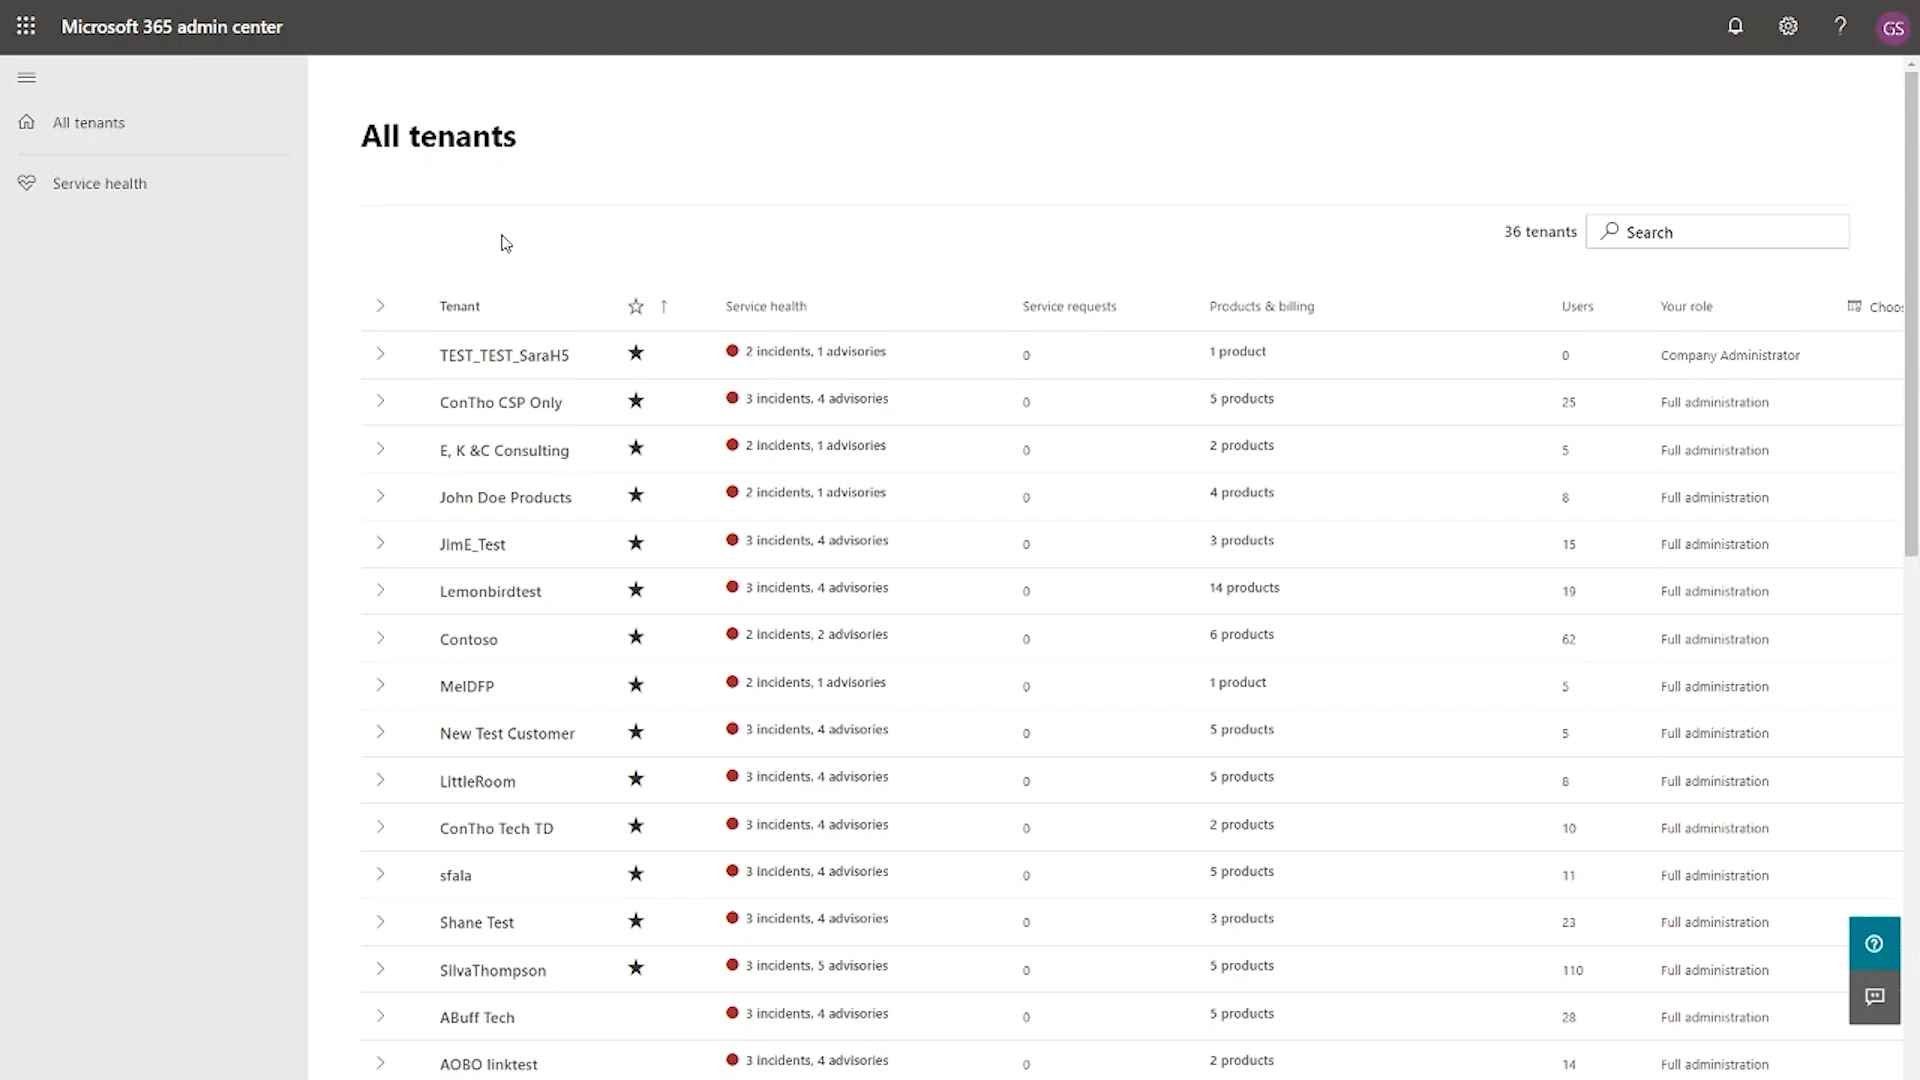 Microsoft 365 admin center
GS
All tenants
Service health
All tenants
36 tenants
Search
Tenant Service health Service requests Products & billing Users Your role Choos
TEST_TEST_SaraH5 2 incidents, 1 advisories 0 1 product 0 Company Administrator
ConTho CSP Only 3 incidents, 4 advisories 0 5 products 25 Full administration
E, K &C Consulting 2 incidents, 1 advisories 0 2 products 5 Full administration
John Doe Products 2 incidents, 1 advisories 0 4 products 8 Full administration
JimE_Test 3 incidents, 4 advisories 0 3 products 15 Full administration
Lemonbirdtest 3 incidents, 4 advisories 0 14 products 19 Full administration
Contoso 2 incidents, 2 advisories 0 6 products 62 Full administration
MelDFP 2 incidents, 1 advisories 0 1 product 5 Full administration
New Test Customer 3 incidents, 4 advisories 0 5 products 5 Full administration
LittleRoom 3 incidents, 4 advisories 0 5 products 8 Full administration
ConTho Tech TD 3 incidents, 4 advisories 0 2 products 10 Full administration
sfala 3 incidents, 4 advisories 0 5 products 11 Full administration
Shane Test 3 incidents, 4 advisories 0 3 products 23 Full administration
SilvaThompson 3 incidents, 5 advisories 0 5 products 110 Full administration
ABuff Tech 3 incidents, 4 advisories 0 5 products 28 Full administration
AOBO linktest 3 incidents, 4 advisories 0 2 products 14 Full administration